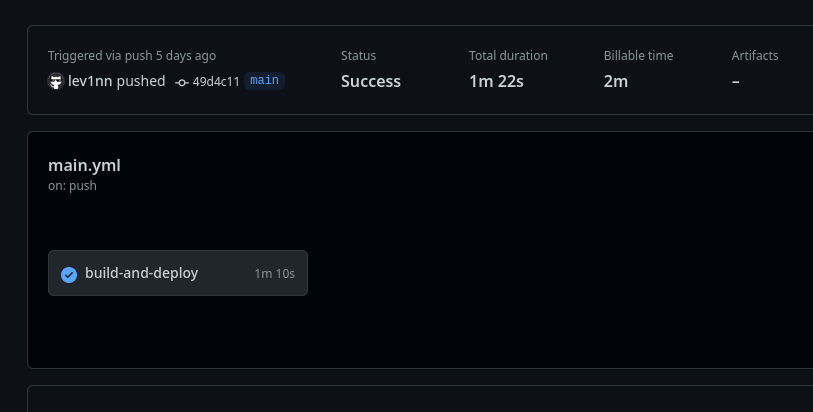 Triggered via push 5 days ago
lev1nn pushed 49d4c11 main
Status
Success
Total duration
1m 22s
Billable time
2m
Artifacts
–
main.yml
on: push
build-and-deploy 1m 10s